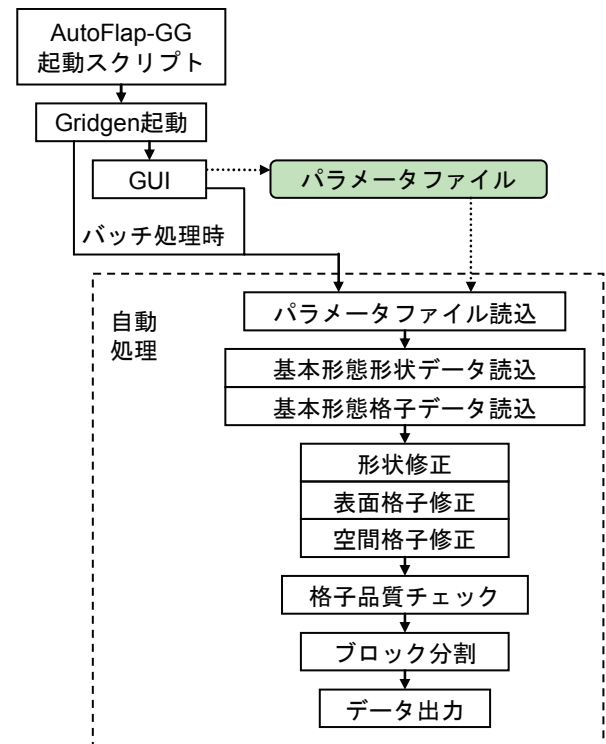 AutoFlap-GG
起動スクリプト
Gridgen起動
GUI
パラメータファイル
バッチ処理時
自動
処理
パラメータファイル読込
基本形態形状データ読込
基本形態格子データ読込
形状修正
表面格子修正
空間格子修正
格子品質チェック
ブロック分割
データ出力